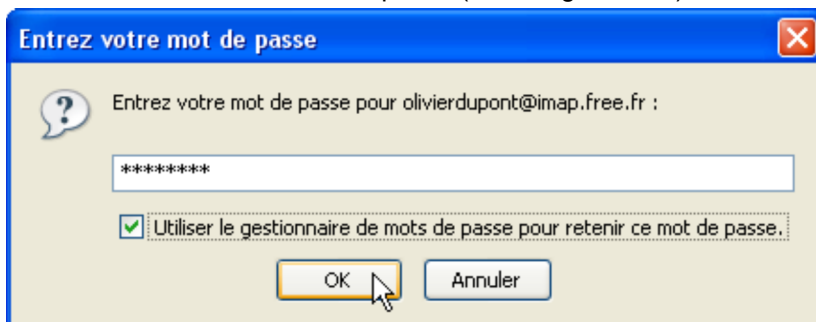 Entrez votre mot de passe
Entrez votre mot de passe pour olivierdupont@imap.free.fr :
********
Utiliser le gestionnaire de mots de passe pour retenir ce mot de passe.
OK
Annuler